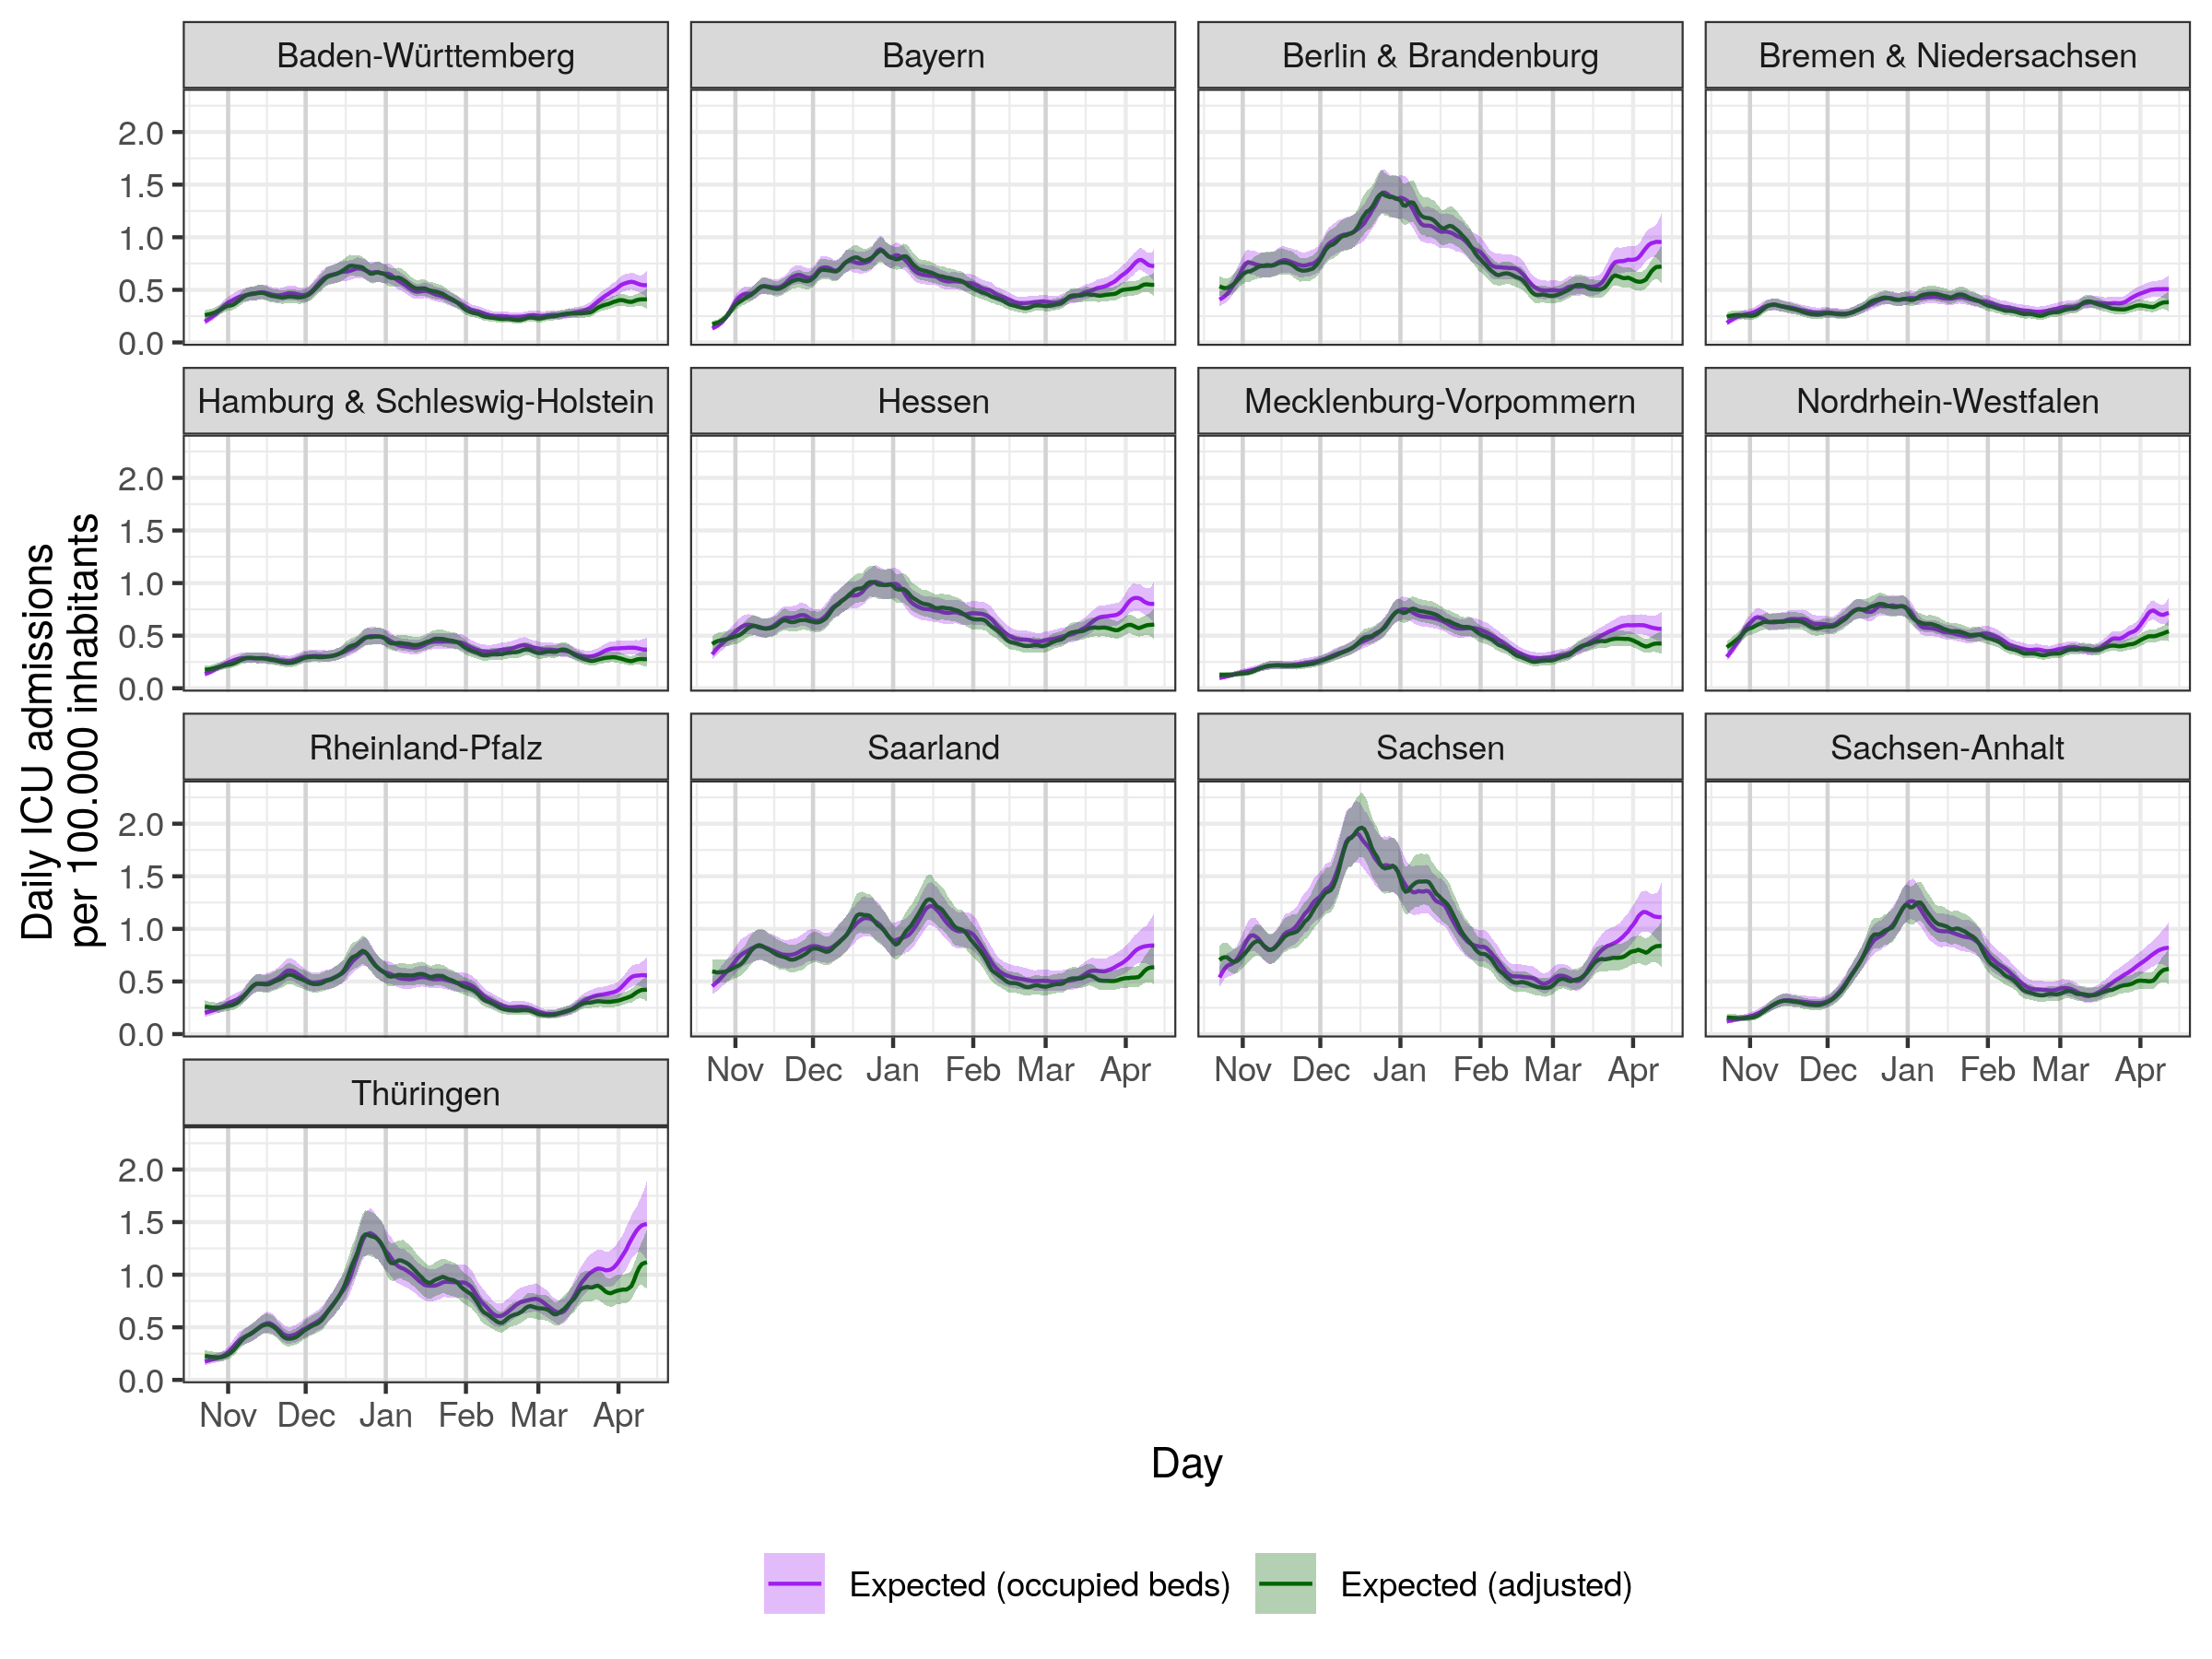 Baden-Württemberg
Bayern
Berlin & Brandenburg
Bremen & Niedersachsen
2.0
1.5
1.0
0.5
0.0
Hamburg & Schleswig-Holstein
Hessen
Mecklenburg-Vorpommern
Nordrhein-Westfalen
2.0
1.5
1.0
0.5
0.0
Daily ICU admissions
per 100.000 inhabitants
Rheinland-Pfalz
Saarland
Sachsen
Sachsen-Anhalt
2.0
1.5
1.0
0.5
0.0
Nov Dec Jan Feb Mar Apr
Nov Dec Jan Feb Mar Apr
Nov Dec Jan Feb Mar Apr
Thüringen
2.0
1.5
1.0
0.5
0.0
Nov Dec Jan Feb Mar Apr
Day
Expected (occupied beds)
Expected (adjusted)